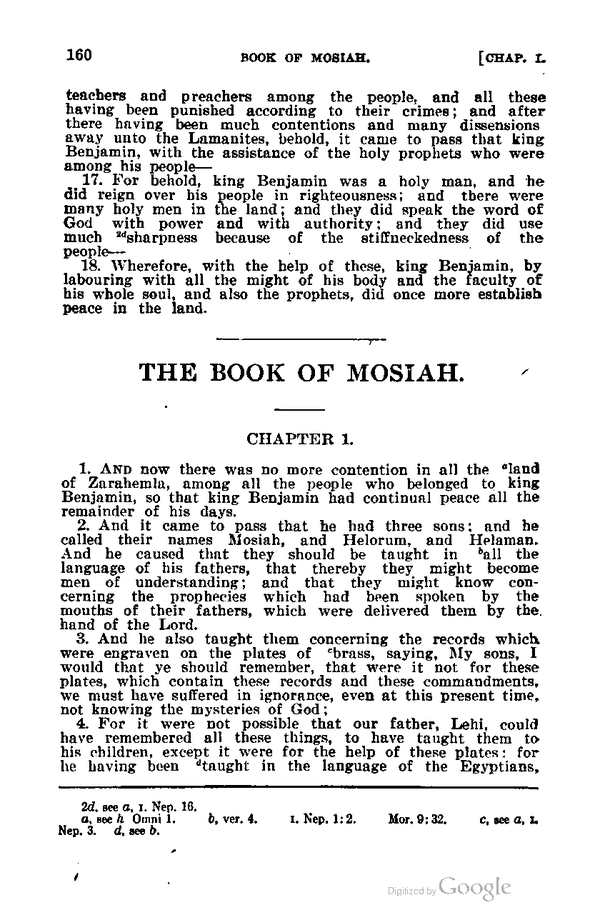 160 BOOK OF MOSIAH. [CHAP. I.
teachers and preachers among the people, and all these
having been punished according to their crimes; and after
there having been much contentions and many dissensions
away unto the Lamanites, behold, it came to pass that king
Benjamin, with the assistance of the holy prophets who were
among his people—
17. For behold, king Benjamin was a holy man, and he
did reign over his people in righteousness; and there were
many holy men in the land; and they did speak the word of
God with power and with authority; and they did use
much 2dsharpness because of the stiffneckedness of the
people—
18. Wherefore, with the help of these, king Benjamin, by
labouring with all the might of his body and the faculty of
his whole soul, and also the prophets, did once more establish
peace in the land.
THE BOOK OF MOSIAH.
CHAPTER 1.
1. AND now there was no more contention in all the aland
of Zarahemla, among all the people who belonged to king
Benjamin, so that king Benjamin had continual peace all the
remainder of his days.
2. And it came to pass that he had three sons; and he
called their names Mosiah, and Helorum, and Helaman.
And he caused that they should be taught in ball the
language of his fathers, that thereby they might become
men of understanding; and that they might know con-
cerning the prophecies which had been spoken by the
mouths of their fathers, which were delivered them by the
hand of the Lord.
3. And he also taught them concerning the records which
were engraven on the plates of cbrass, saying, My sons, I
would that ye should remember, that were it not for these
plates, which contain these records and these commandments,
we must have suffered in ignorance, even at this present time,
not knowing the mysteries of God;
4. For it were not possible that our father, Lehi, could
have remembered all these things, to have taught them to
his children, except it were for the help of these plates: for
he having been dtaught in the language of the Egyptians,
2d, see a, I. Nep. 16.
a, see h Omni 1. b, ver. 4. I. Nep. 1:2. Mor. 9:32. c, see a, I.
Nep. 3. d, see b.
Digitized by Google